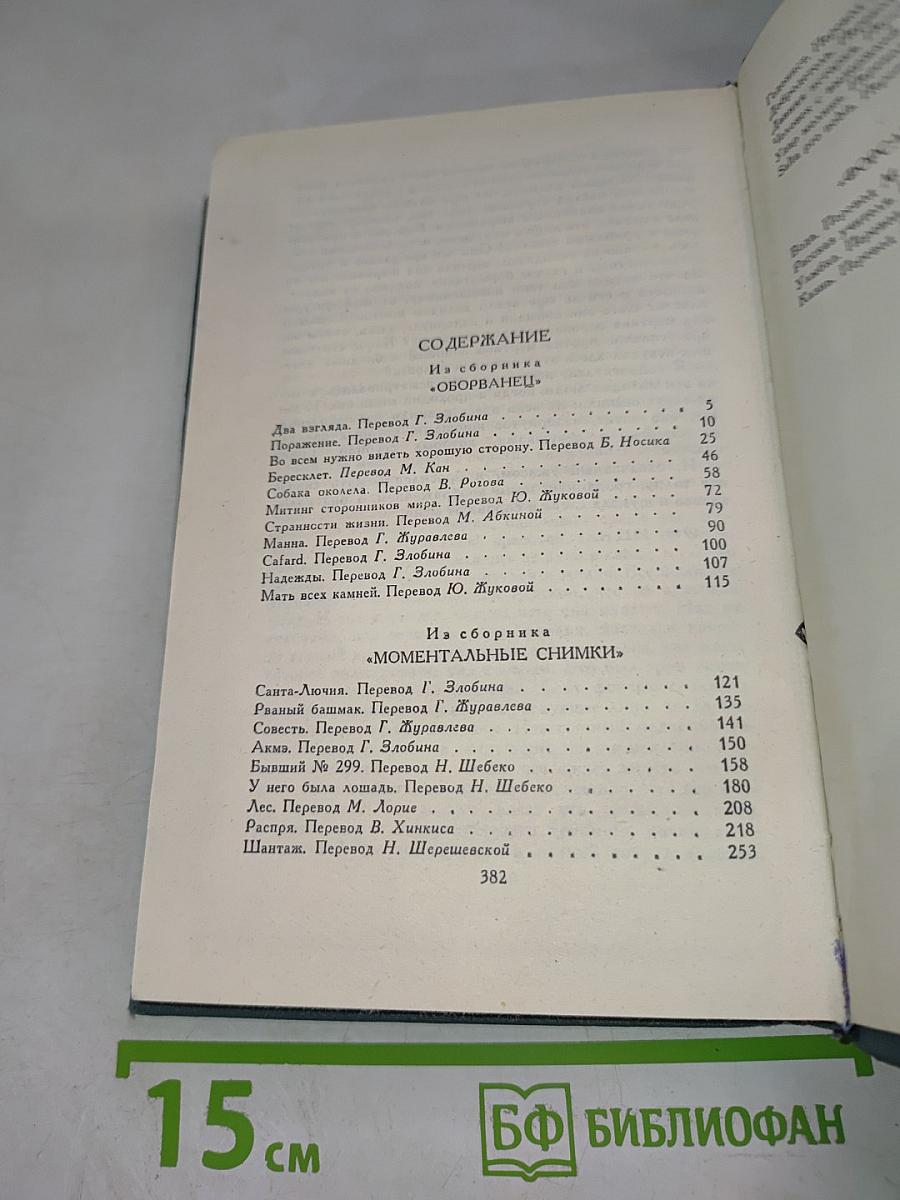 СОДЕРЖАНИЕ
Из сборника
«ОБОРВАНЕЦ»
Два взгляда. Перевод Г. Злобина . . . . . . . . . . . 5
Поражение. Перевод Г. Злобина . . . . . . . . . . . 10
Во всем нужно видеть хорошую сторону. Перевод Б. Носика 25
Бересклет. Перевод М. Кан . . . . . . . . . . . . 46
Собака околела. Перевод В. Рогова . . . . . . . . . . 58
Митинг сторонников мира. Перевод Ю. Жуковой . . . . 72
Странности жизни. Перевод М. Абкиной . . . . . . . 79
Манна. Перевод Г. Журавлева . . . . . . . . . . . 90
Cafard. Перевод Г. Злобина . . . . . . . . . . . . 100
Надежды. Перевод Г. Злобина . . . . . . . . . . . 107
Мать всех камней. Перевод Ю. Жуковой . . . . . . . . 115
Из сборника
«МОМЕНТАЛЬНЫЕ СНИМКИ»
Санта-Лючия. Перевод Г. Злобина . . . . . . . . . 121
Рваный башмак. Перевод Г. Журавлева . . . . . . . . 135
Совесть. Перевод Г. Журавлева . . . . . . . . . . . 141
Акмэ. Перевод Г. Злобина . . . . . . . . . . . . 150
Бывший № 299. Перевод Н. Шебеко . . . . . . . . . 158
У него была лошадь. Перевод Н. Шебеко . . . . . . . 180
Лес. Перевод М. Лорие . . . . . . . . . . . . . 208
Распря. Перевод В. Хинкиса . . . . . . . . . . . 218
Шантаж. Перевод Н. Шерешевской . . . . . . . . . 253
382
15 см
БФ БИБЛИОФАН